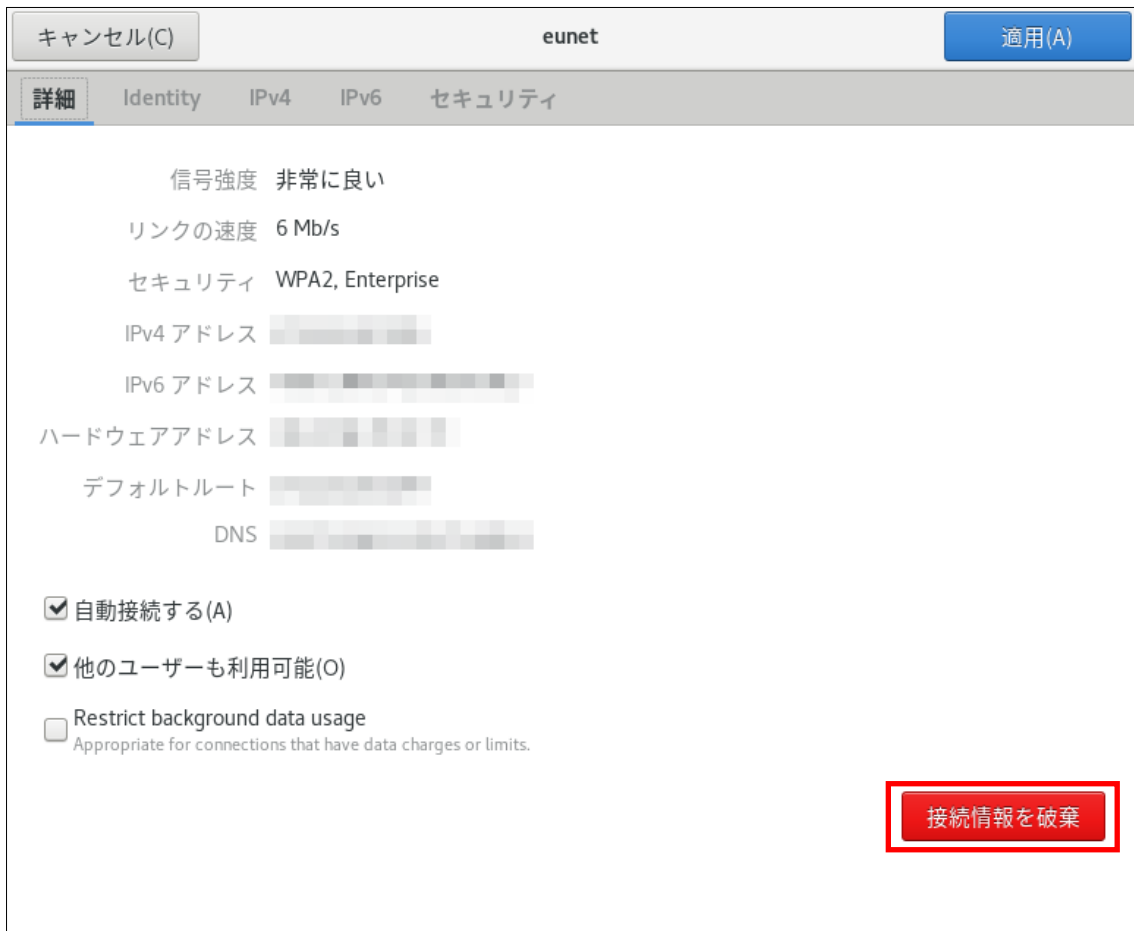 キャンセル(C) eunet 適用(A)
詳細 Identity IPv4 IPv6 セキュリティ
信号強度 非常に良い
リンクの速度 6 Mb/s
セキュリティ WPA2, Enterprise
IPv4 アドレス
IPv6 アドレス
ハードウェアアドレス
デフォルトルート
DNS
自動接続する(A)
他のユーザーも利用可能(O)
Restrict background data usage
Appropriate for connections that have data charges or limits.
接続情報を破棄